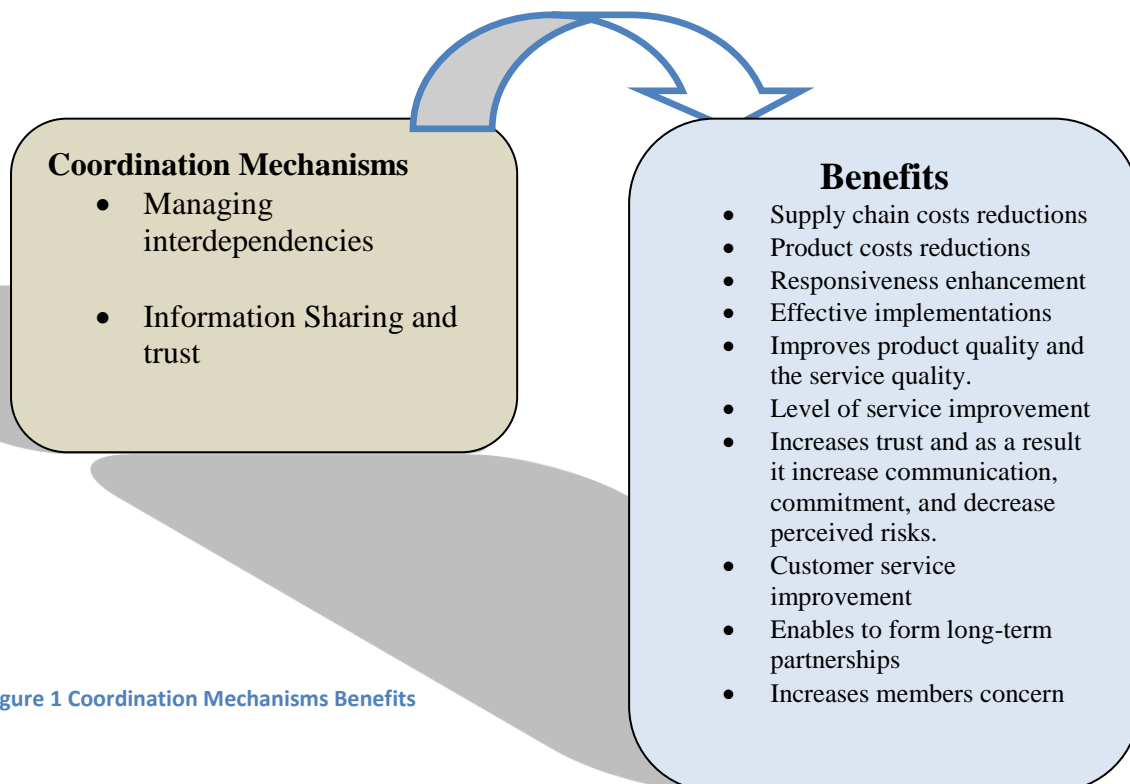 Coordination Mechanisms
• Managing
interdependencies
• Information Sharing and
trust
Benefits
• Supply chain costs reductions
• Product costs reductions
• Responsiveness enhancement
• Effective implementations
• Improves product quality and
the service quality.
• Level of service improvement
• Increases trust and as a result
it increase communication,
commitment, and decrease
perceived risks.
• Customer service
improvement
• Enables to form long-term
partnerships
• Increases members concern
gure 1 Coordination Mechanisms Benefits